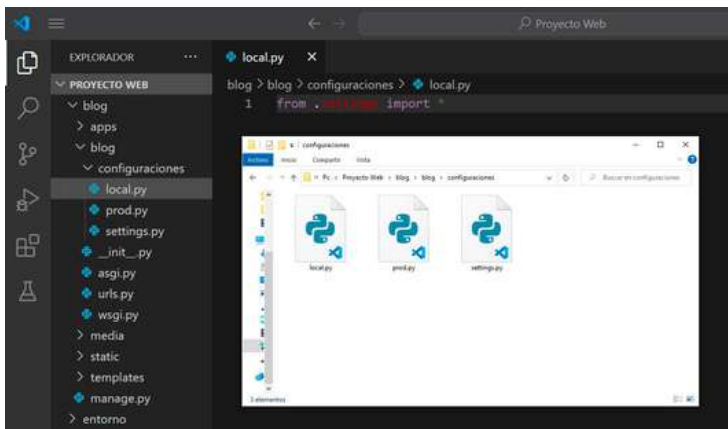 Proyecto Web
EXPLORADOR ...
local.py
PROYECTO WEB
blog > blog > configuraciones > local.py
blog
1 from .settings import *
apps
blog
configuraciones
local.py
prod.py
settings.py
__init__.py
asgi.py
urls.py
wsgi.py
media
static
templates
manage.py
entorno
configuraciones
Archivo Inicio Compartir Vista
Pc > Proyecto Web > blog > blog > configuraciones
Buscar en configuraciones
local.py prod.py settings.py
3 elementos